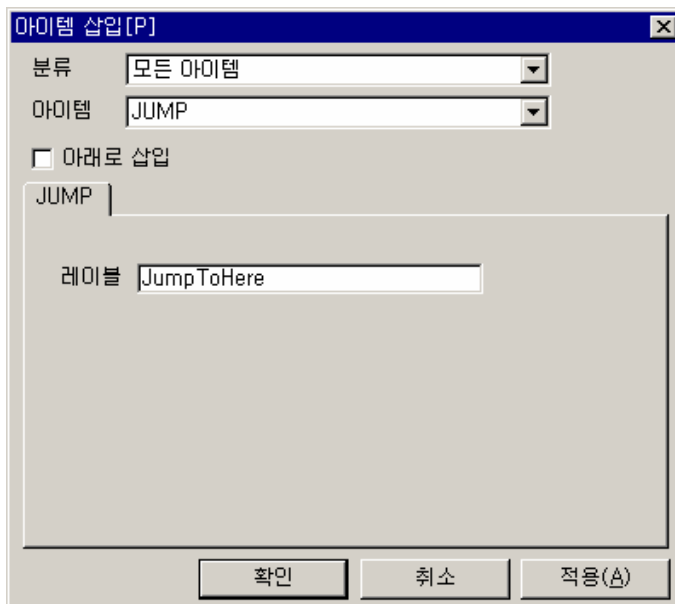 아이템 삽입[P]
분류 모든 아이템
아이템 JUMP
아래로 삽입
JUMP
레이블 JumpToHere
확인 취소 적용(A)